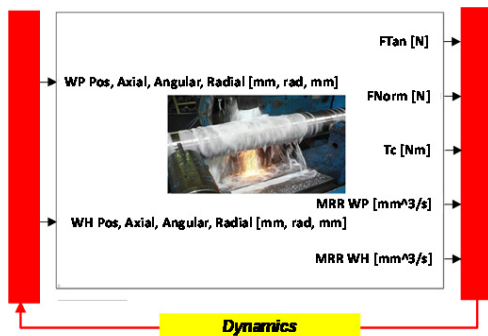 FTan [N]
WP Pos, Axial, Angular, Radial [mm, rad, mm]
FNorm [N]
Tc [Nm]
MRR WP [mm^3/s]
WH Pos, Axial, Angular, Radial [mm, rad, mm]
MRR WH [mm^3/s]
Dynamics